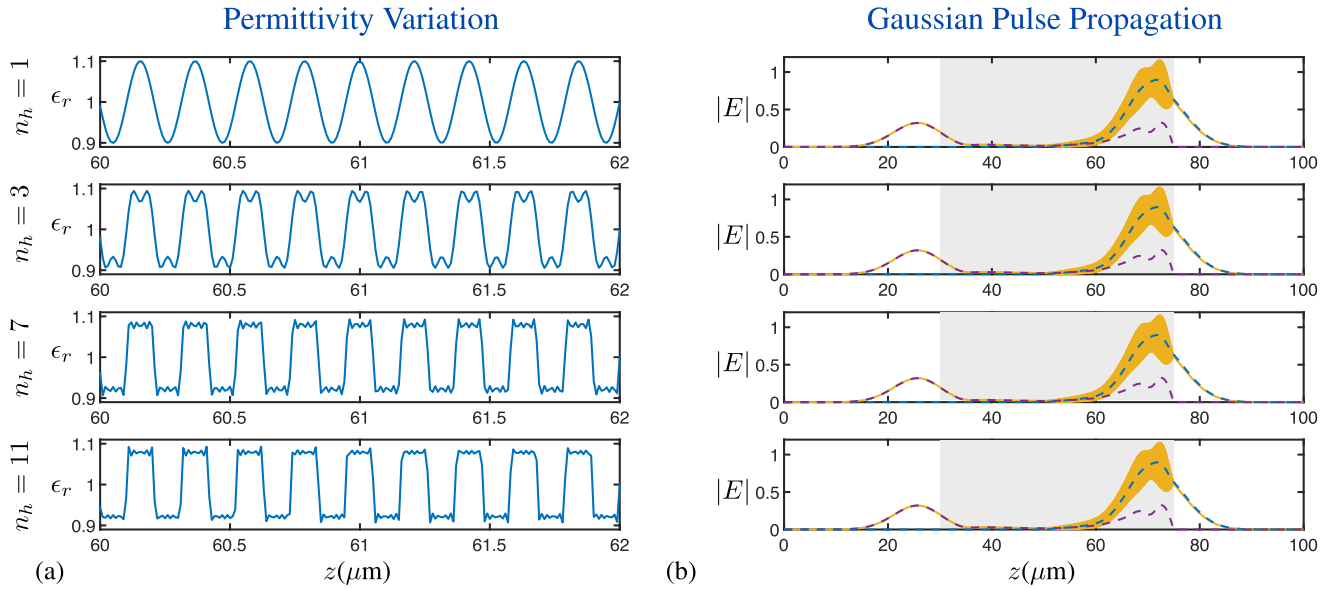 Permittivity Variation
Gaussian Pulse Propagation
n_h = 1
ϵ_r
1.1
1
0.9
60 60.5 61 61.5 62
|E|
1
0.5
0
0 20 40 60 80 100
n_h = 3
ϵ_r
1.1
1
0.9
60 60.5 61 61.5 62
|E|
1
0.5
0
0 20 40 60 80 100
n_h = 7
ϵ_r
1.1
1
0.9
60 60.5 61 61.5 62
|E|
1
0.5
0
0 20 40 60 80 100
n_h = 11
ϵ_r
1.1
1
0.9
60 60.5 61 61.5 62
|E|
1
0.5
0
0 20 40 60 80 100
(a)
z(μm)
(b)
z(μm)